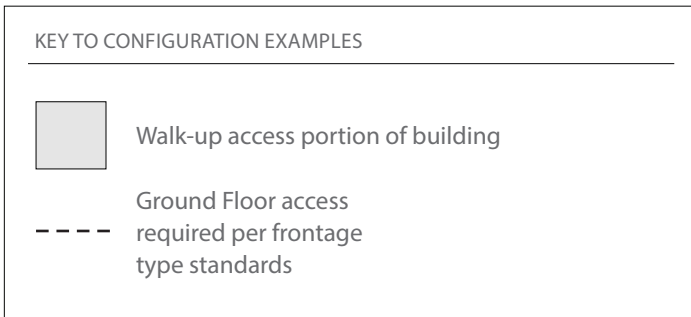 KEY TO CONFIGURATION EXAMPLES
Walk-up access portion of building
Ground Floor access
required per frontage
type standards